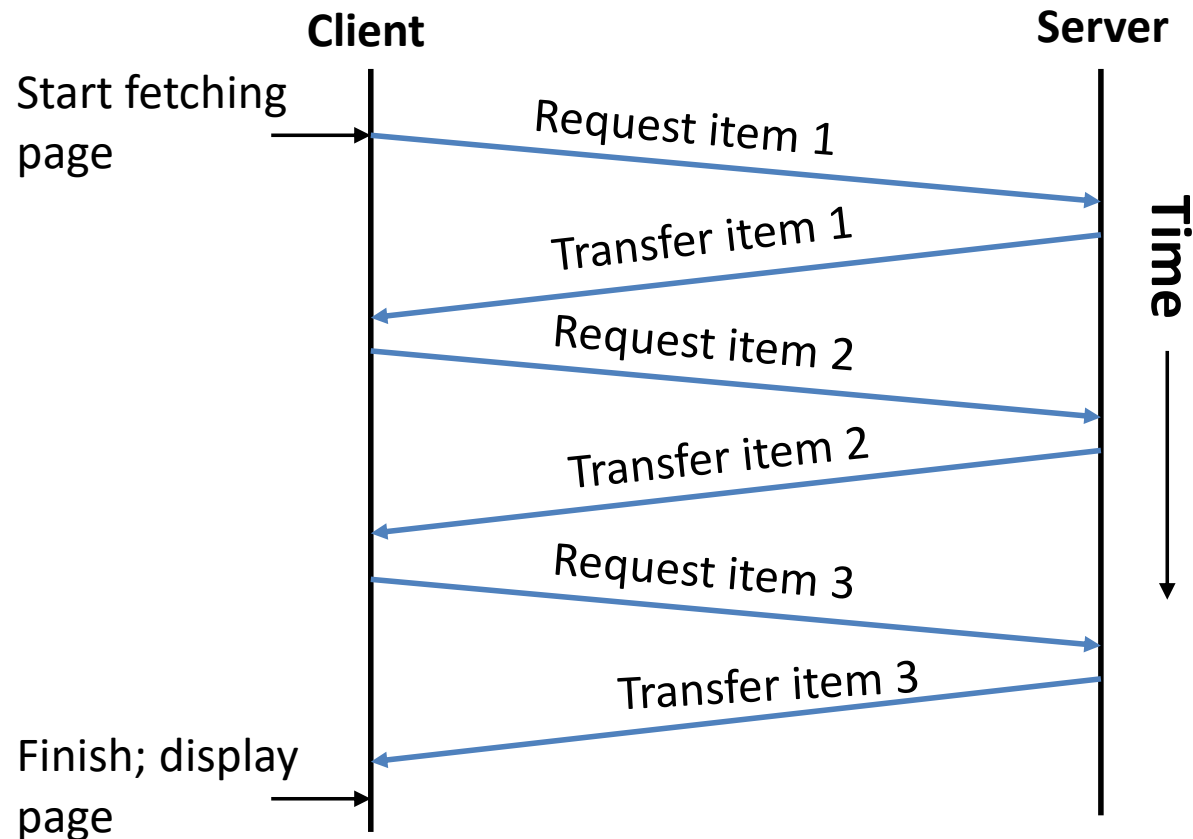 Client
Server
Start fetching
page
Request item 1
Transfer item 1
Time
Request item 2
Transfer item 2
Request item 3
Transfer item 3
Finish; display
page